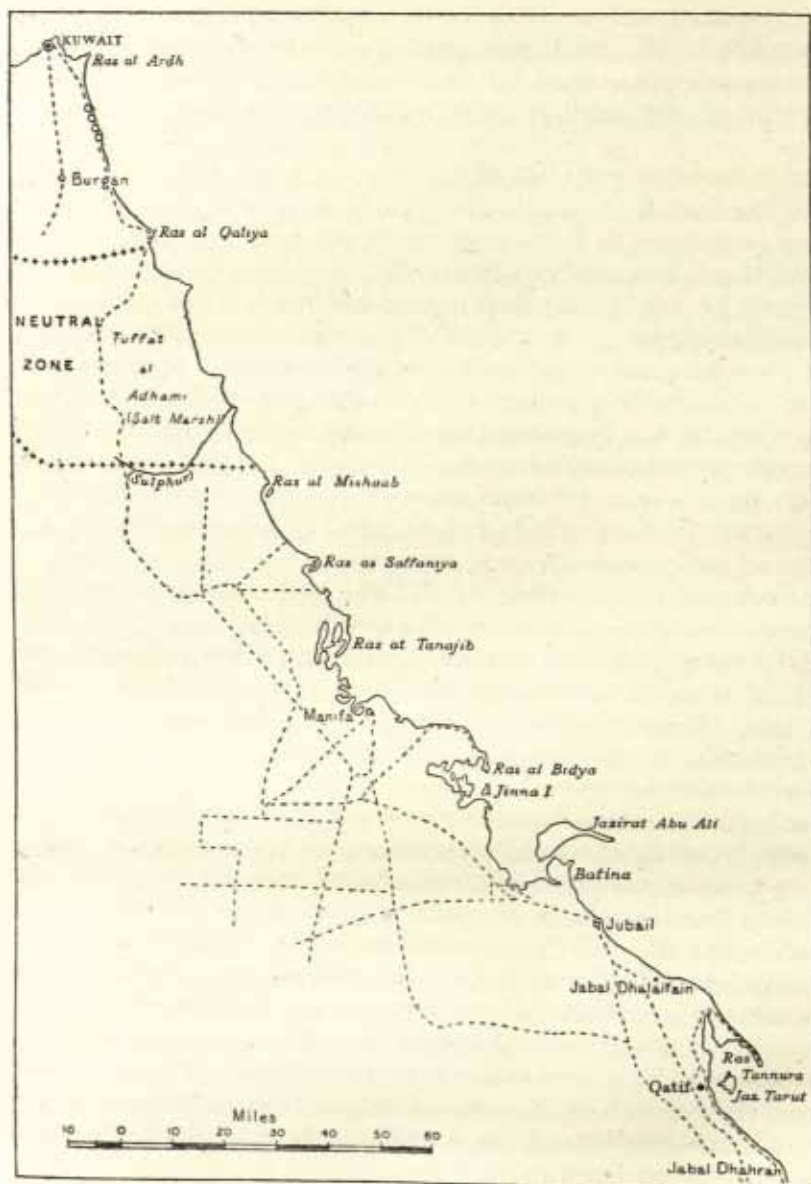 KUWAIT
Ras al Ardh
Burgan
Ras al Qaliya
NEUTRAL
ZONE
Tuffat
al
Adhami
(Salt Marsh)
(Sulphur)
Ras al Mishaab
Ras as Saffaniya
Ras at Tanajib
Manifa
Ras al Bidya
Jinna I.
Jazirat Abu Ali
Batina
Jubail
Jabal Dhalaifain
Ras
Tannura
Qatif
Jaz Tarut
Miles
10 0 10 20 30 40 50 60
Jabal Dhahran